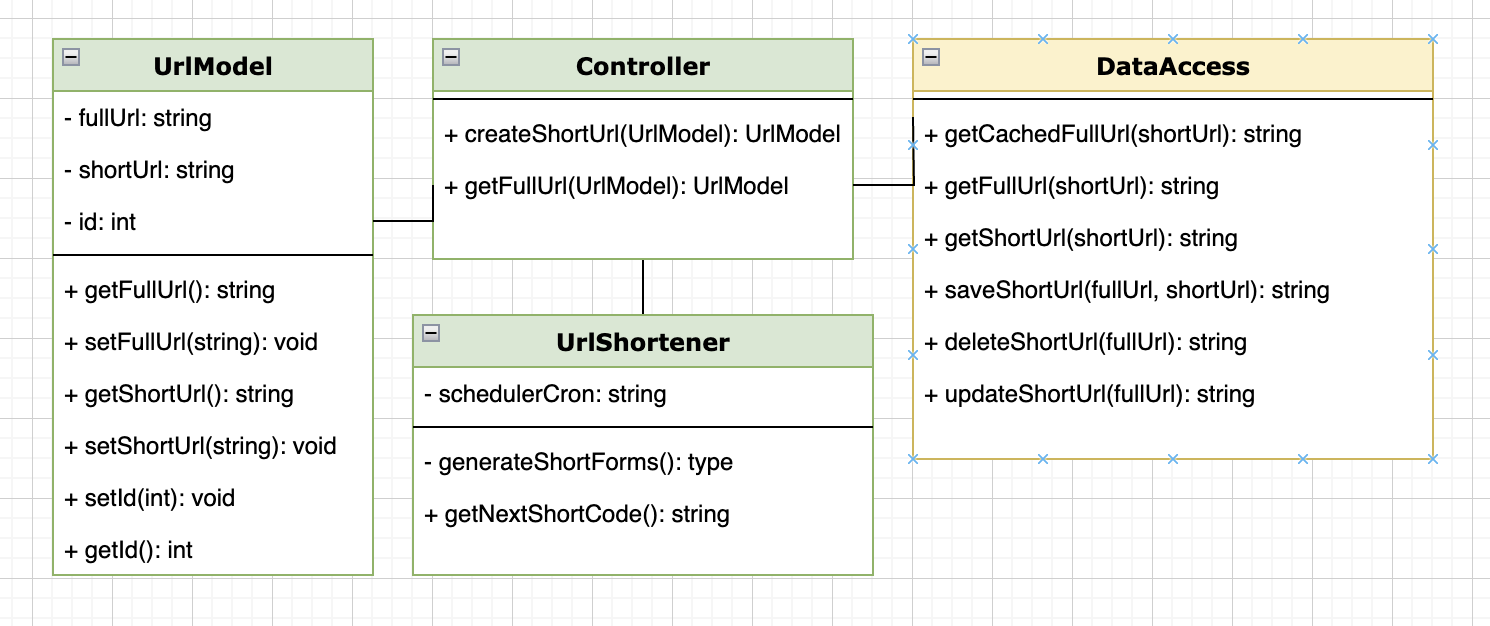 UrlModel
- fullUrl: string
- shortUrl: string
- id: int
+ getFullUrl(): string
+ setFullUrl(string): void
+ getShortUrl(): string
+ setShortUrl(string): void
+ setId(int): void
+ getId(): int
Controller
+ createShortUrl(UrlModel): UrlModel
+ getFullUrl(UrlModel): UrlModel
UrlShortener
- schedulerCron: string
- generateShortForms(): type
+ getNextShortCode(): string
DataAccess
+ getCachedFullUrl(shortUrl): string
+ getFullUrl(shortUrl): string
+ getShortUrl(shortUrl): string
+ saveShortUrl(fullUrl, shortUrl): string
+ deleteShortUrl(fullUrl): string
+ updateShortUrl(fullUrl): string